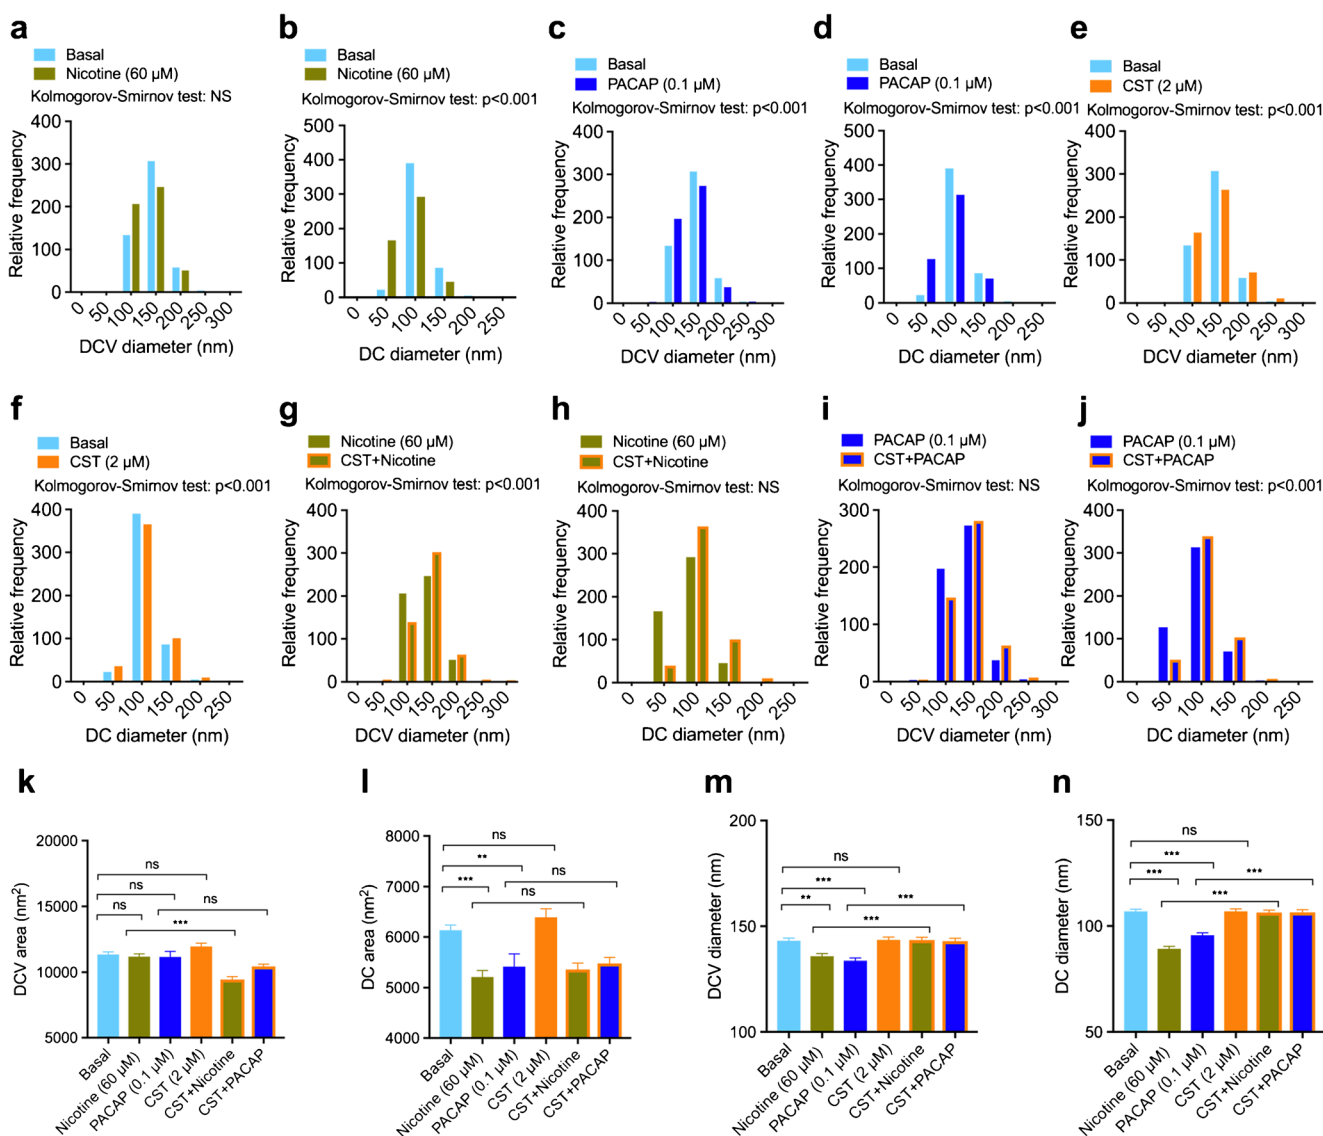 a
Basal
Nicotine (60 µM)
Kolmogorov-Smirnov test: NS
Relative frequency
400
300
200
100
0
0 50 100 150 200 250 300
DCV diameter (nm)
b
Basal
Nicotine (60 µM)
Kolmogorov-Smirnov test: p<0.001
Relative frequency
500
400
300
200
100
0
0 50 100 150 200 250
DC diameter (nm)
c
Basal
PACAP (0.1 µM)
Kolmogorov-Smirnov test: p<0.001
Relative frequency
400
300
200
100
0
0 50 100 150 200 250 300
DCV diameter (nm)
d
Basal
PACAP (0.1 µM)
Kolmogorov-Smirnov test: p<0.001
Relative frequency
500
400
300
200
100
0
0 50 100 150 200 250
DC diameter (nm)
e
Basal
CST (2 µM)
Kolmogorov-Smirnov test: p<0.001
Relative frequency
400
300
200
100
0
0 50 100 150 200 250 300
DCV diameter (nm)
f
Basal
CST (2 µM)
Kolmogorov-Smirnov test: p<0.001
Relative frequency
400
300
200
100
0
0 50 100 150 200 250
DC diameter (nm)
g
Nicotine (60 µM)
CST+Nicotine
Kolmogorov-Smirnov test: p<0.001
Relative frequency
400
300
200
100
0
0 50 100 150 200 250 300
DCV diameter (nm)
h
Nicotine (60 µM)
CST+Nicotine
Kolmogorov-Smirnov test: NS
Relative frequency
400
300
200
100
0
0 50 100 150 200 250
DC diameter (nm)
i
PACAP (0.1 µM)
CST+PACAP
Kolmogorov-Smirnov test: NS
Relative frequency
300
200
100
0
0 50 100 150 200 250 300
DCV diameter (nm)
j
PACAP (0.1 µM)
CST+PACAP
Kolmogorov-Smirnov test: p<0.001
Relative frequency
400
300
200
100
0
0 50 100 150 200 250
DC diameter (nm)
k
DCV area (nm²)
20000
15000
10000
5000
ns
ns
ns
ns
***
Basal
Nicotine (60 µM)
PACAP (0.1 µM)
CST (2 µM)
CST+Nicotine
CST+PACAP
l
DC area (nm²)
8000
7000
6000
5000
4000
ns
**
***
ns
ns
Basal
Nicotine (60 µM)
PACAP (0.1 µM)
CST (2 µM)
CST+Nicotine
CST+PACAP
m
DCV diameter (nm)
200
150
100
ns
***
**
***
***
Basal
Nicotine (60 µM)
PACAP (0.1 µM)
CST (2 µM)
CST+Nicotine
CST+PACAP
n
DC diameter (nm)
150
100
50
ns
***
***
***
***
Basal
Nicotine (60 µM)
PACAP (0.1 µM)
CST (2 µM)
CST+Nicotine
CST+PACAP